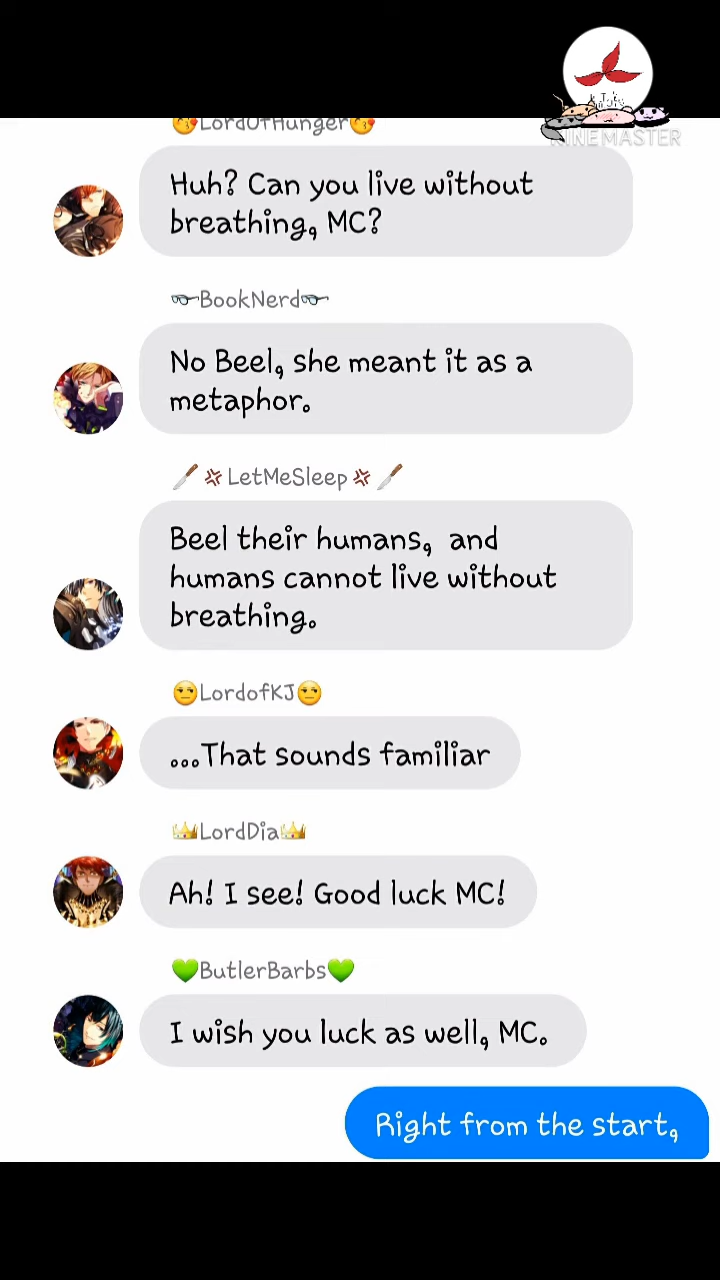 😚LordOfHunger😚
Huh? Can you live without
breathing, MC?
👓BookNerd👓
No Beel, she meant it as a
metaphor.
🔪💢LetMeSleep💢🔪
Beel their humans, and
humans cannot live without
breathing.
😒LordofKJ😒
...That sounds familiar
👑LordDia👑
Ah! I see! Good luck MC!
💚ButlerBarbs💚
I wish you luck as well, MC.
Right from the start,
KINEMASTER